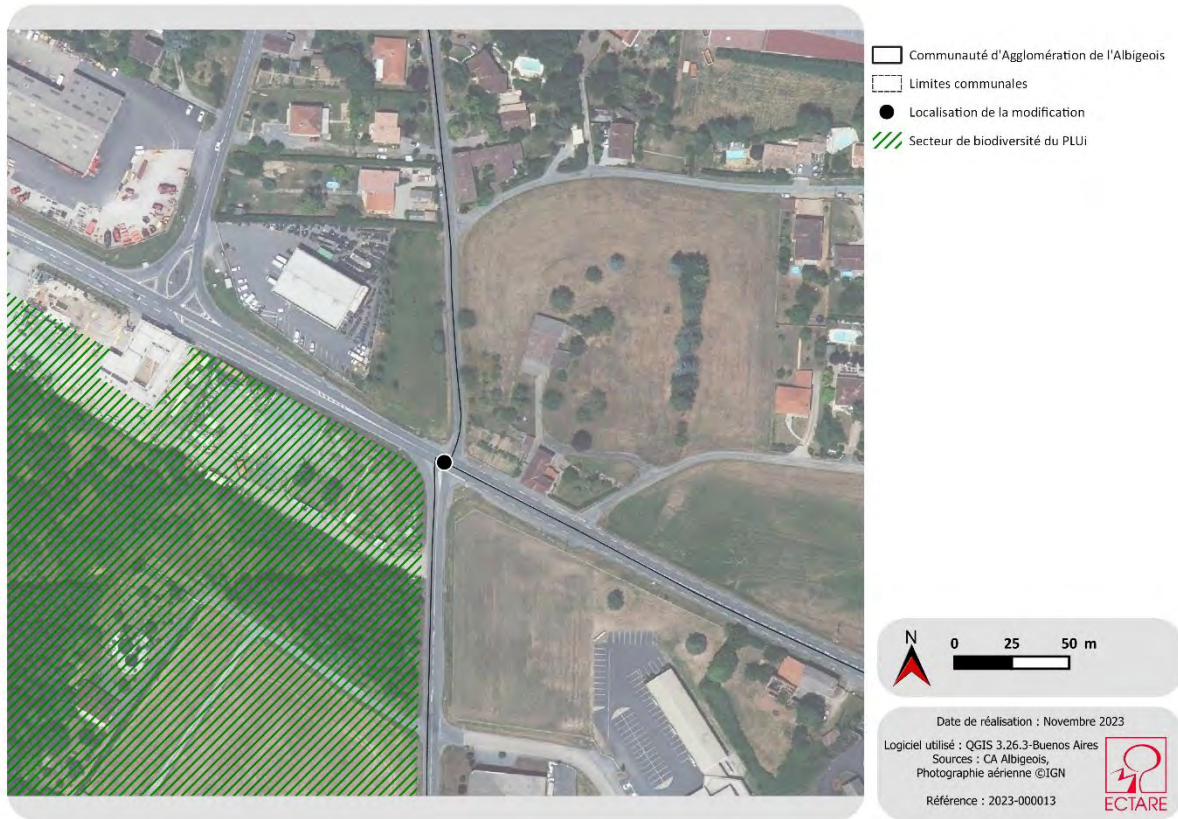 Communauté d'Agglomération de l'Albigeois
Limites communales
Localisation de la modification
Secteur de biodiversité du PLUi
N
0 25 50 m
Date de réalisation : Novembre 2023
Logiciel utilisé : QGIS 3.26.3-Buenos Aires
Sources : CA Albigeois,
Photographie aérienne ©IGN
Référence : 2023-000013
ECTARE